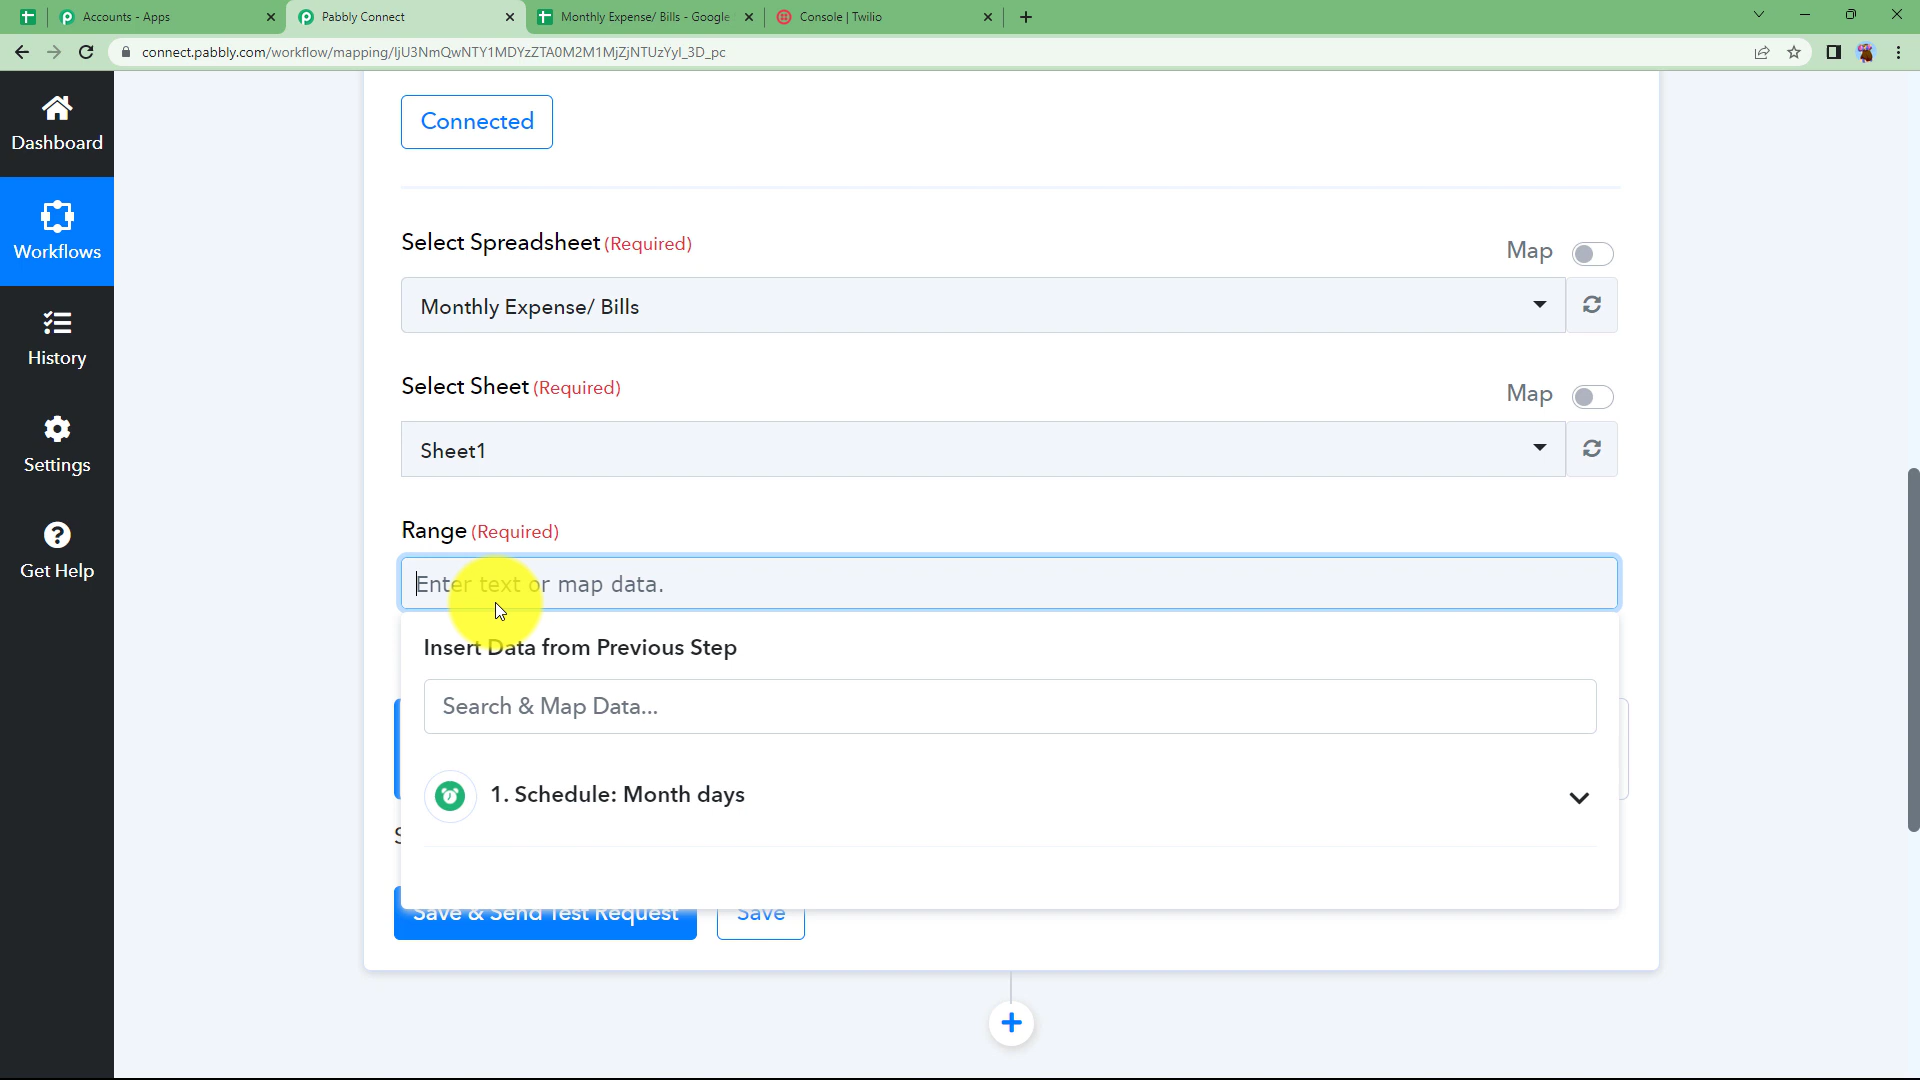 Accounts - Apps
Pabbly Connect
Monthly Expense/ Bills - Google
Console | Twilio
connect.pabbly.com/workflow/mapping/IjU3NmQwNTY1MDYzZTA0M2M1MjZjNTUzYyI_3D_pc
Dashboard
Workflows
History
Settings
Get Help
Connected
Select Spreadsheet (Required)
Map
Monthly Expense/ Bills
Select Sheet (Required)
Map
Sheet1
Range (Required)
Enter text or map data.
Insert Data from Previous Step
Search & Map Data...
1. Schedule: Month days
Save & Send Test Request
Save